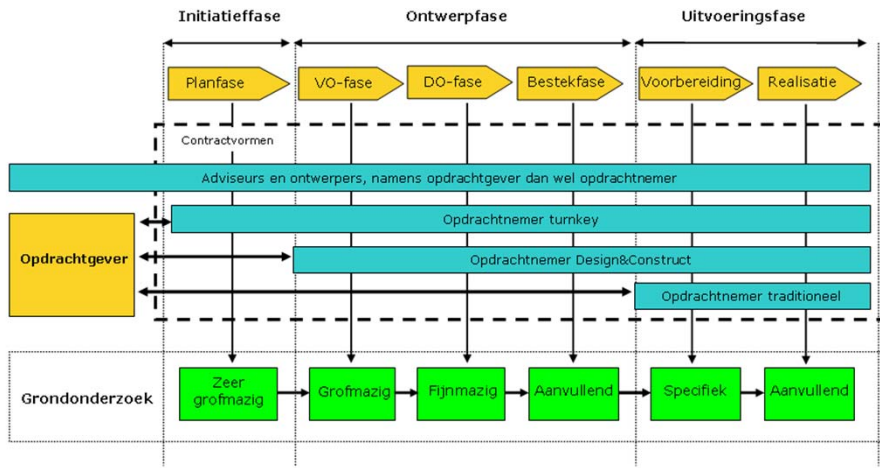 Initiatieffase
Ontwerpfase
Uitvoeringsfase
Planfase
VO-fase
DO-fase
Bestekfase
Voorbereiding
Realisatie
Contractvormen
Adviseurs en ontwerpers, namens opdrachtgever dan wel opdrachtnemer
Opdrachtnemer turnkey
Opdrachtgever
Opdrachtnemer Design&Construct
Opdrachtnemer traditioneel
Grondonderzoek
Zeer
grofmazig
Grofmazig
Fijnmazig
Aanvullend
Specifiek
Aanvullend